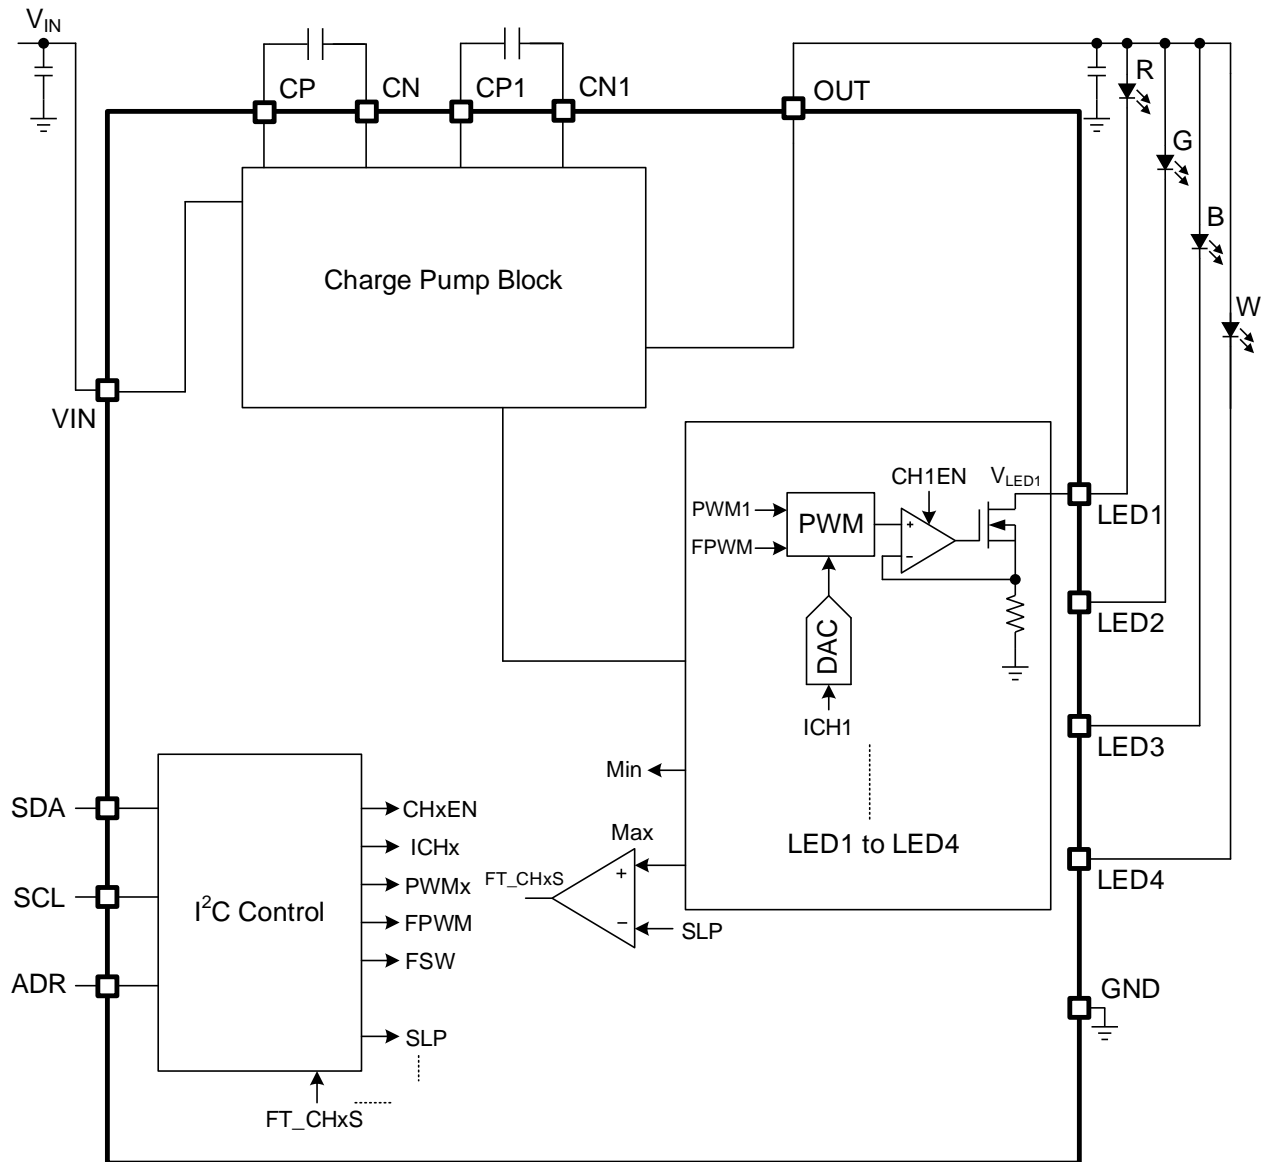 V_IN
CP
CN
CP1
CN1
OUT
R
G
B
W
Charge Pump Block
VIN
CH1EN
V_LED1
PWM1
FPWM
PWM
+
−
DAC
ICH1
LED1
LED2
LED3
LED4
LED1 to LED4
Min
Max
+
−
FT_CHxS
SLP
SDA
SCL
ADR
I²C Control
CHxEN
ICHx
PWMx
FPWM
FSW
SLP
FT_CHxS
GND